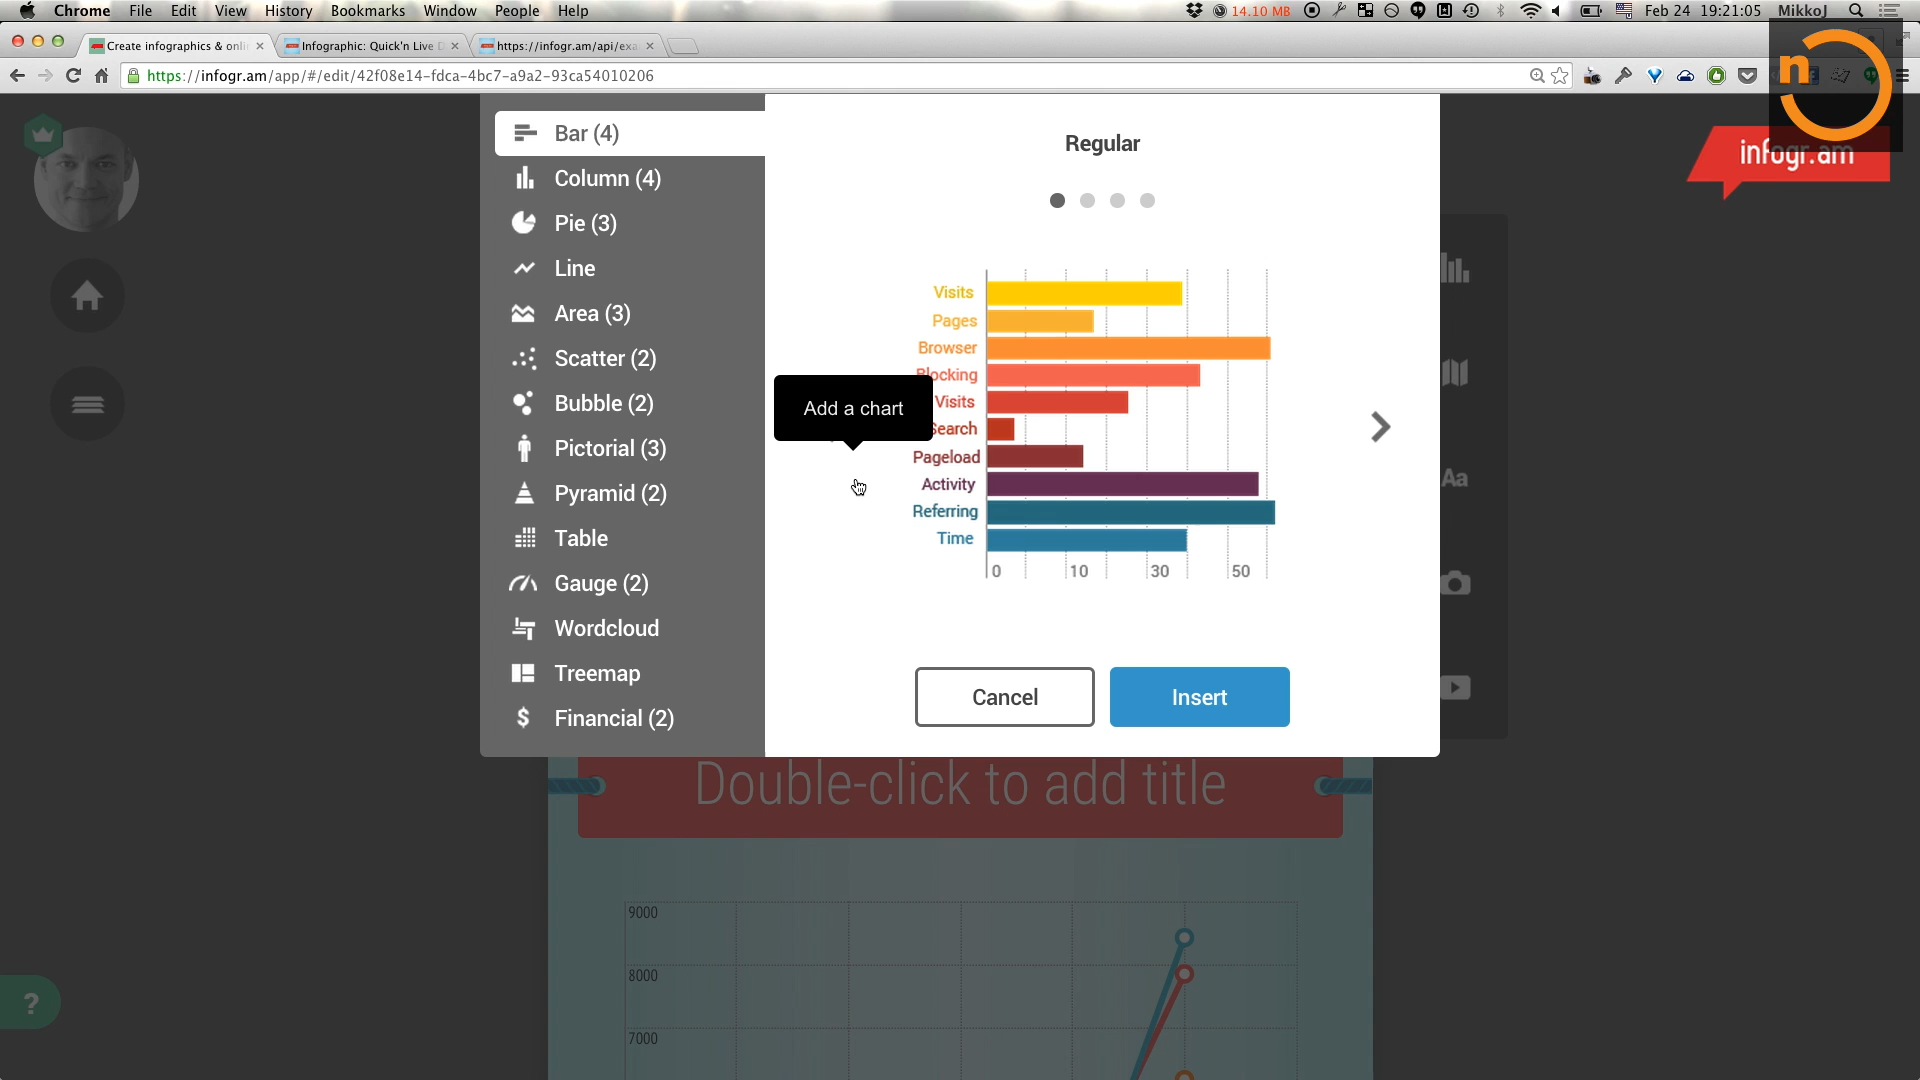 Chrome File Edit View History Bookmarks Window People Help
14.10 MB Feb 24 19:21:05 MikkoJ
Create infographics & onli
Infographic: Quick'n Live D
https://infogr.am/api/exa
https://infogr.am/app/#/edit/42f08e14-fdca-4bc7-a9a2-93ca54010206
n
infogr.am
Bar (4)
Column (4)
Pie (3)
Line
Area (3)
Scatter (2)
Bubble (2)
Pictorial (3)
Pyramid (2)
Table
Gauge (2)
Wordcloud
Treemap
$ Financial (2)
Regular
Visits
Pages
Browser
Blocking
Visits
Search
Pageload
Activity
Referring
Time
0 10 30 50
Add a chart
Cancel
Insert
Aa
Double-click to add title
9000
8000
7000
?